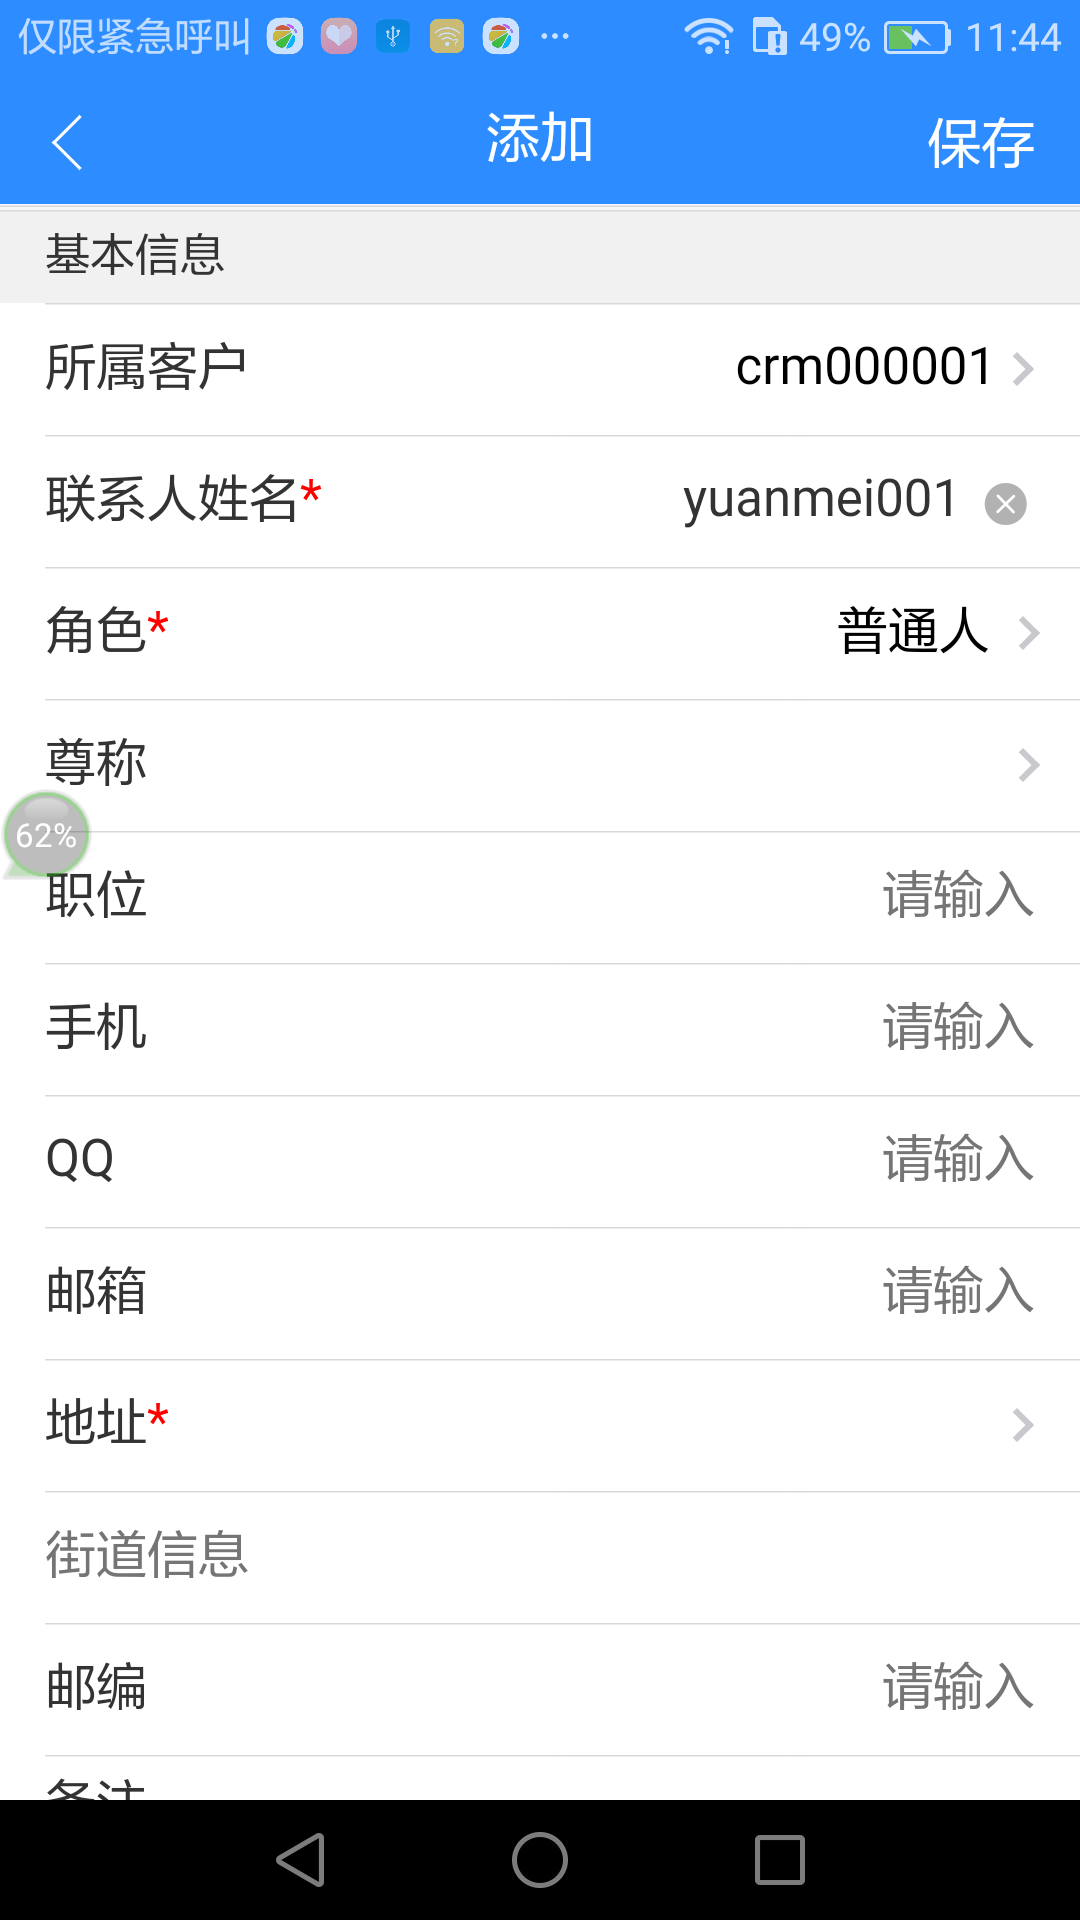 仅限紧急呼叫 ... 49% 11:44
添加 保存
基本信息
所属客户 crm000001
联系人姓名* yuanmei001
角色* 普通人
尊称
62%
职位 请输入
手机 请输入
QQ 请输入
邮箱 请输入
地址*
街道信息
邮编 请输入
备注